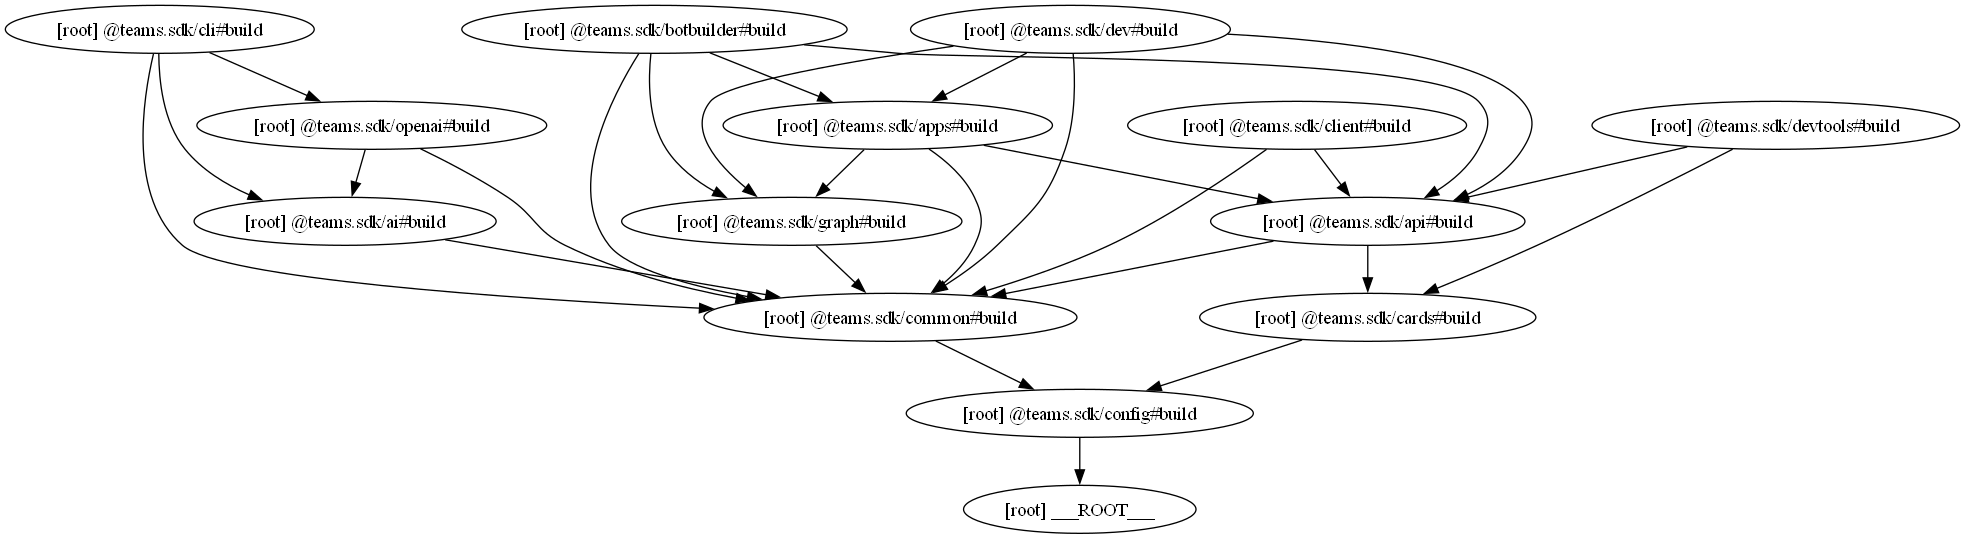 [root] @teams.sdk/cli#build
[root] @teams.sdk/botbuilder#build
[root] @teams.sdk/dev#build
[root] @teams.sdk/openai#build
[root] @teams.sdk/apps#build
[root] @teams.sdk/client#build
[root] @teams.sdk/devtools#build
[root] @teams.sdk/ai#build
[root] @teams.sdk/graph#build
[root] @teams.sdk/api#build
[root] @teams.sdk/common#build
[root] @teams.sdk/cards#build
[root] @teams.sdk/config#build
[root] ___ROOT___